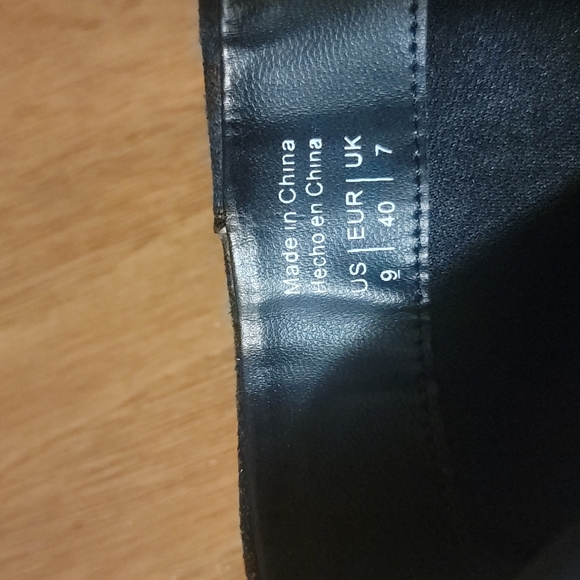 Made in China
Hecho en China
US | EUR | UK
9 | 40 | 7